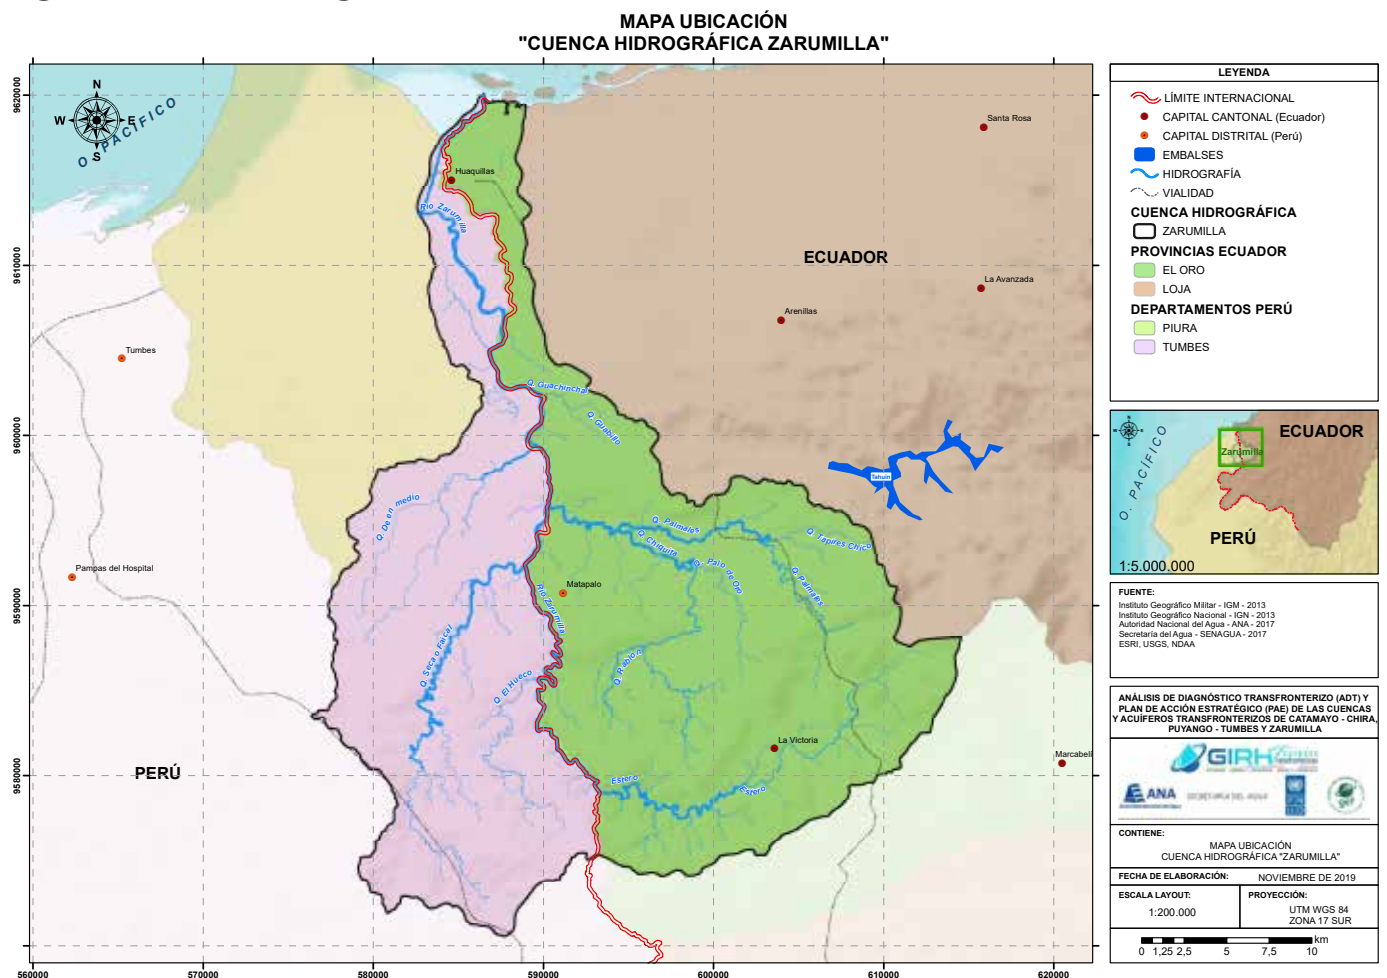 MAPA UBICACIÓN
"CUENCA HIDROGRÁFICA ZARUMILLA"
N
W
E
S
O. PACÍFICO
Santa Rosa
Huaquillas
Río Zarumilla
ECUADOR
La Avanzada
Arenillas
Tumbes
Q. Guachinchal
Q. Guabillo
Tahuin
Q. De en medio
Q. Palmales
Q. Chiquita
Q. Tapires Chico
Q. Palo de Oro
Q. Palmales
Pampas del Hospital
Matapalo
Río Zarumilla
Q. Seca o Faical
Q. El Hueco
Q. Rablon
La Victoria
Marcabelí
PERÚ
Estero
Estero
9620000
9610000
9600000
9590000
9580000
560000
570000
580000
590000
600000
610000
620000
LEYENDA
LÍMITE INTERNACIONAL
CAPITAL CANTONAL (Ecuador)
CAPITAL DISTRITAL (Perú)
EMBALSES
HIDROGRAFÍA
VIALIDAD
CUENCA HIDROGRÁFICA
ZARUMILLA
PROVINCIAS ECUADOR
EL ORO
LOJA
DEPARTAMENTOS PERÚ
PIURA
TUMBES
O. PACÍFICO
ECUADOR
Zarumilla
PERÚ
1:5.000.000
FUENTE:
Instituto Geográfico Militar - IGM - 2013
Instituto Geográfico Nacional - IGN - 2013
Autoridad Nacional del Agua - ANA - 2017
Secretaría del Agua - SENAGUA - 2017
ESRI, USGS, NDAA
ANÁLISIS DE DIAGNÓSTICO TRANSFRONTERIZO (ADT) Y
PLAN DE ACCIÓN ESTRATÉGICO (PAE) DE LAS CUENCAS
Y ACUÍFEROS TRANSFRONTERIZOS DE CATAMAYO - CHIRA,
PUYANGO - TUMBES Y ZARUMILLA
GIRH
ANA
SECRETARÍA DEL AGUA
CONTIENE:
MAPA UBICACIÓN
CUENCA HIDROGRÁFICA "ZARUMILLA"
FECHA DE ELABORACIÓN: NOVIEMBRE DE 2019
ESCALA LAYOUT:
1:200.000
PROYECCIÓN:
UTM WGS 84
ZONA 17 SUR
0 1,25 2,5 5 7,5 10 km